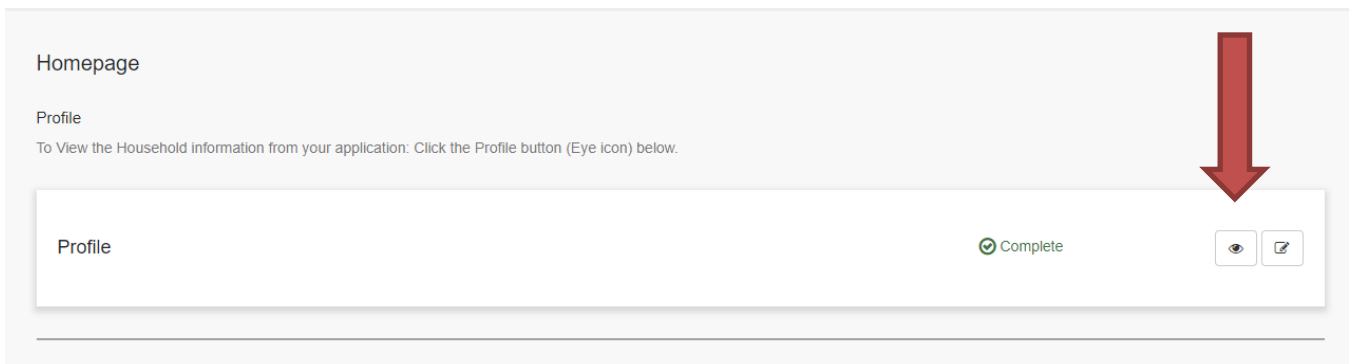 Homepage
Profile
To View the Household information from your application: Click the Profile button (Eye icon) below.
Profile
Complete